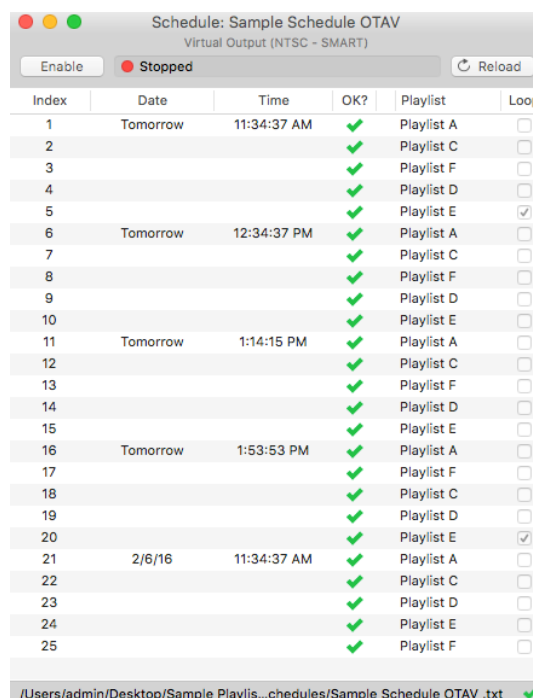 Schedule: Sample Schedule OTAV
Virtual Output (NTSC - SMART)
Enable Stopped Reload
Index Date Time OK? Playlist Loo
1 Tomorrow 11:34:37 AM Playlist A
2 Playlist C
3 Playlist F
4 Playlist D
5 Playlist E
6 Tomorrow 12:34:37 PM Playlist A
7 Playlist C
8 Playlist F
9 Playlist D
10 Playlist E
11 Tomorrow 1:14:15 PM Playlist A
12 Playlist C
13 Playlist F
14 Playlist D
15 Playlist E
16 Tomorrow 1:53:53 PM Playlist A
17 Playlist F
18 Playlist C
19 Playlist D
20 Playlist E
21 2/6/16 11:34:37 AM Playlist A
22 Playlist C
23 Playlist D
24 Playlist E
25 Playlist F
/Users/admin/Desktop/Sample Playlis...chedules/Sample Schedule OTAV .txt